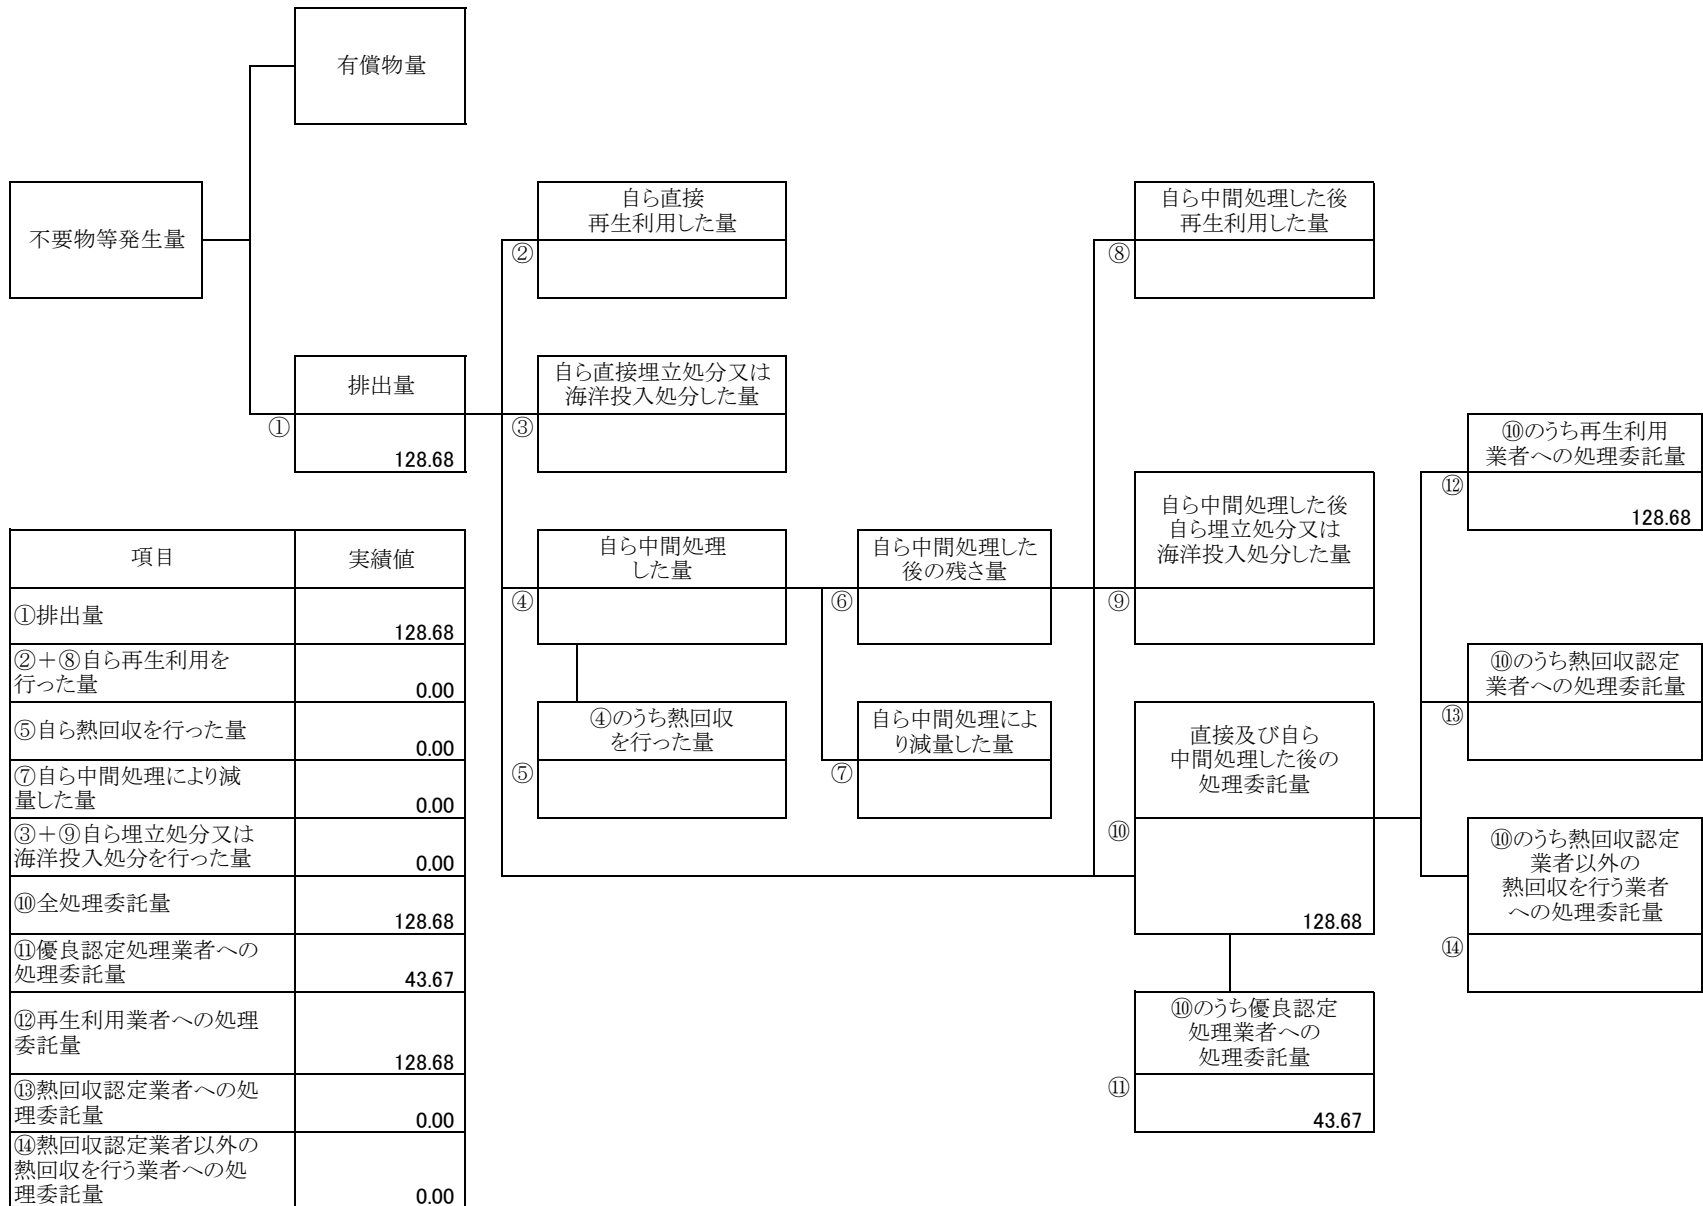 有償物量
不要物等発生量
自ら直接
再生利用した量
②
自ら中間処理した後
再生利用した量
⑧
排出量
①
128.68
自ら直接埋立処分又は
海洋投入処分した量
③
⑩のうち再生利用
業者への処理委託量
⑫
128.68
自ら中間処理
した量
④
自ら中間処理した
後の残さ量
⑥
自ら中間処理した後
自ら埋立処分又は
海洋投入処分した量
⑨
⑩のうち熱回収認定
業者への処理委託量
⑬
④のうち熱回収
を行った量
⑤
自ら中間処理によ
り減量した量
⑦
直接及び自ら
中間処理した後の
処理委託量
⑩
128.68
⑩のうち熱回収認定
業者以外の
熱回収を行う業者
への処理委託量
⑭
⑩のうち優良認定
処理業者への
処理委託量
⑪
43.67
項目 実績値
①排出量
128.68
②+⑧自ら再生利用を
行った量
0.00
⑤自ら熱回収を行った量
0.00
⑦自ら中間処理により減
量した量
0.00
③+⑨自ら埋立処分又は
海洋投入処分を行った量
0.00
⑩全処理委託量
128.68
⑪優良認定処理業者への
処理委託量
43.67
⑫再生利用業者への処理
委託量
128.68
⑬熱回収認定業者への処
理委託量
0.00
⑭熱回収認定業者以外の
熱回収を行う業者への処
理委託量
0.00